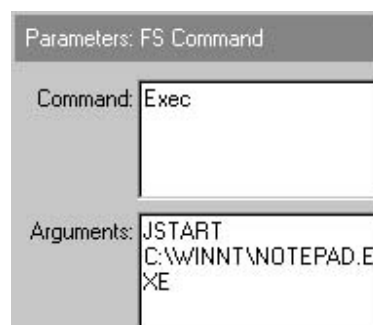 Parameters: FS Command
Command: Exec
Arguments: JSTART
C:\WINNT\NOTEPAD.E
XE